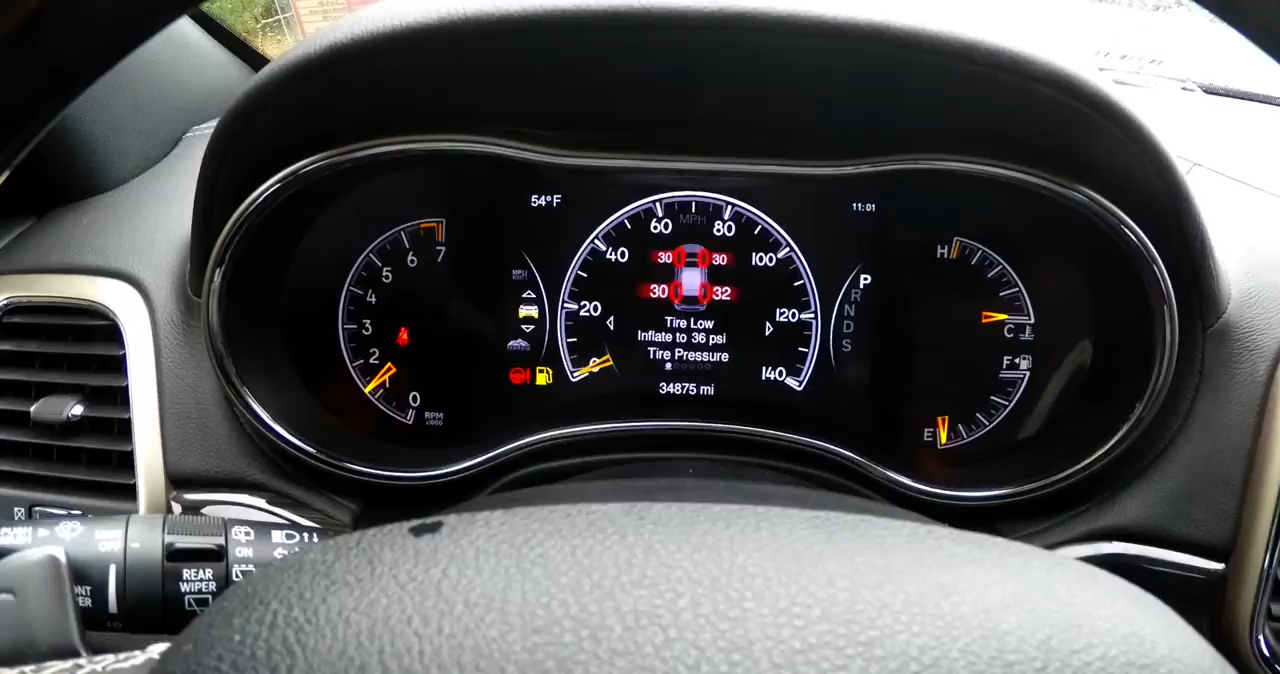 54°F
11:01
MPH
0
20
40
60
80
100
120
140
30 30
30 32
Tire Low
Inflate to 36 psi
Tire Pressure
34875 mi
7
6
5
4
3
2
1
0
RPM
x1000
P
R
N
D
S
H
C
F
E
OFF
ON
REAR
WIPER